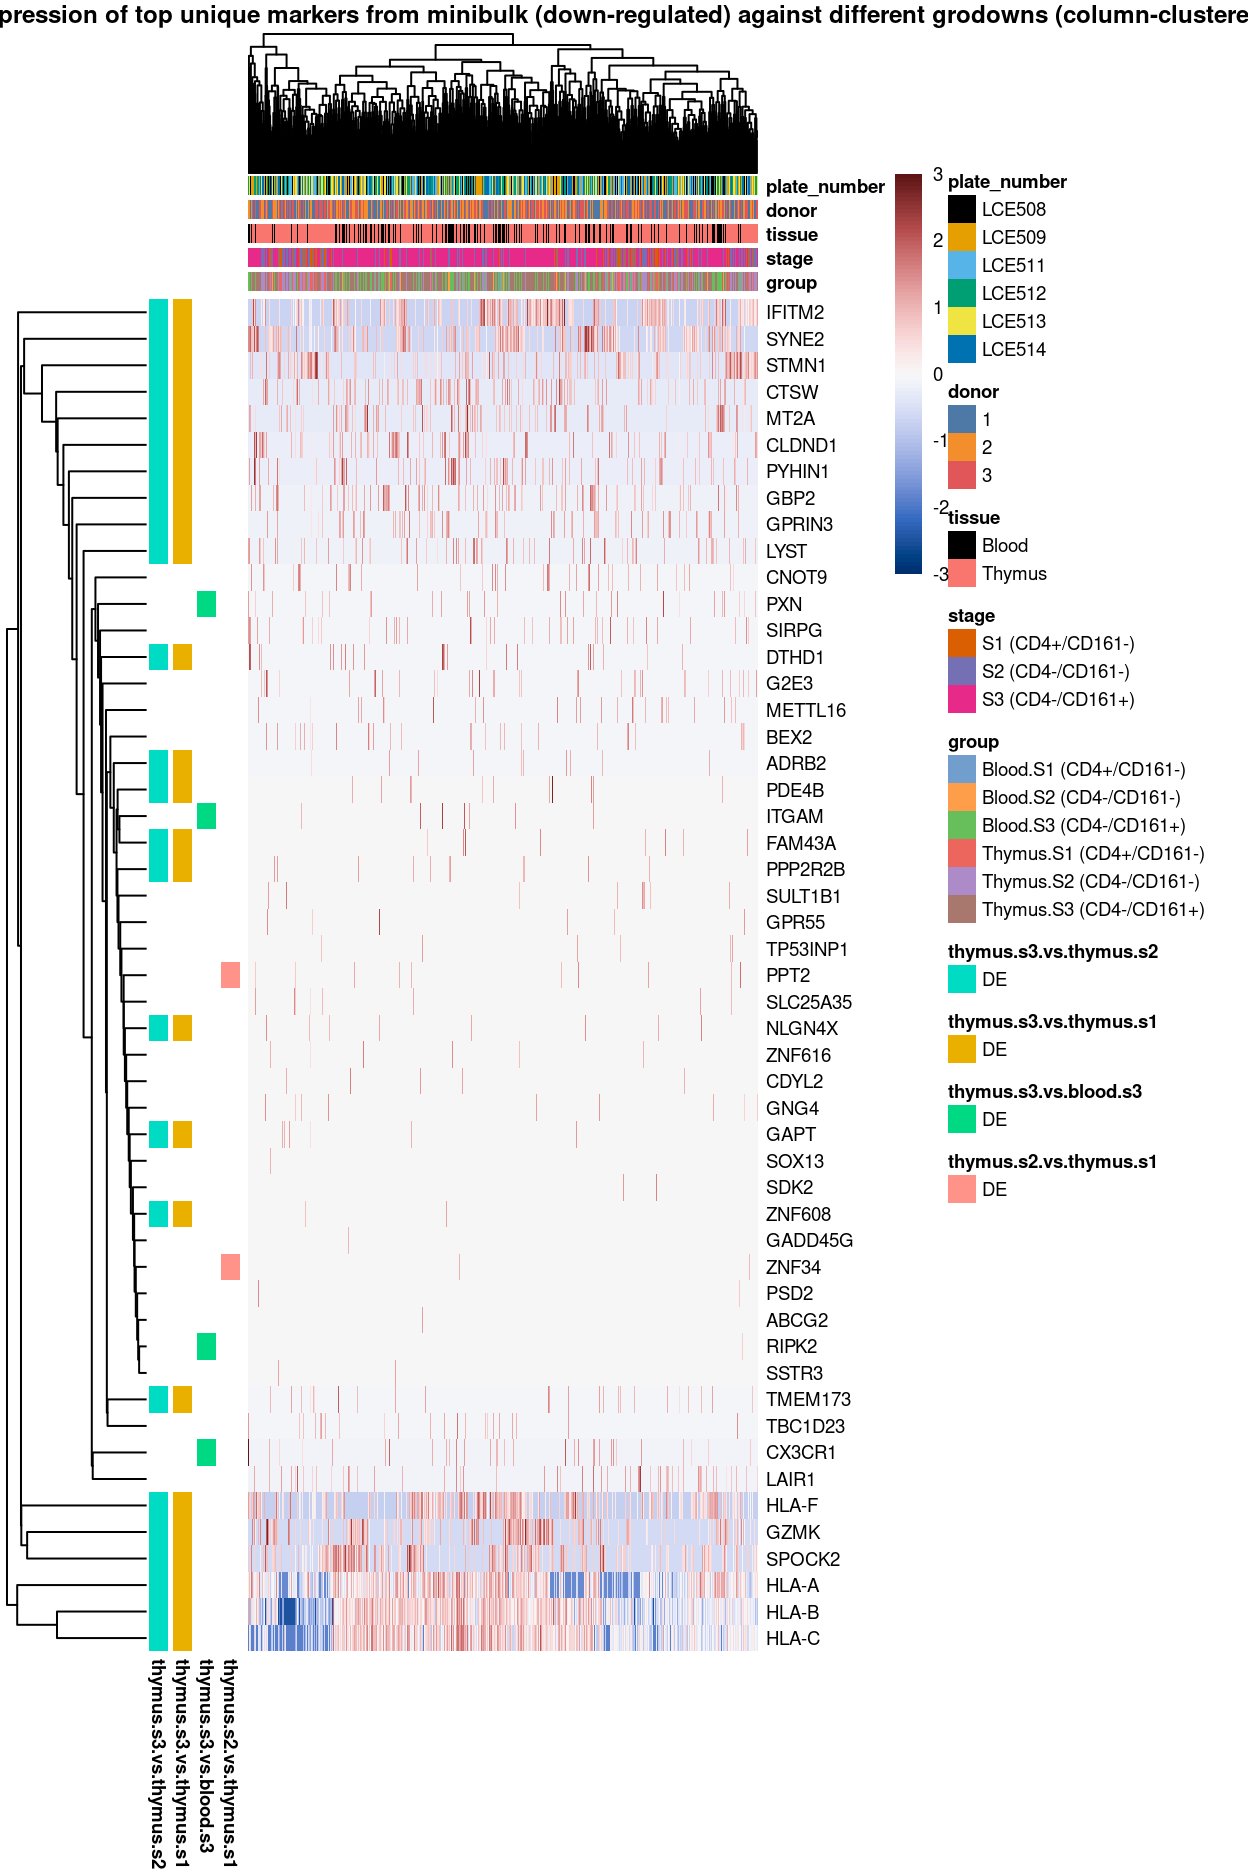 pression of top unique markers from minibulk (down-regulated) against different grodowns (column-clustere
plate_number
donor
tissue
stage
group
IFITM2
SYNE2
STMN1
CTSW
MT2A
CLDND1
PYHIN1
GBP2
GPRIN3
LYST
CNOT9
PXN
SIRPG
DTHD1
G2E3
METTL16
BEX2
ADRB2
PDE4B
ITGAM
FAM43A
PPP2R2B
SULT1B1
GPR55
TP53INP1
PPT2
SLC25A35
NLGN4X
ZNF616
CDYL2
GNG4
GAPT
SOX13
SDK2
ZNF608
GADD45G
ZNF34
PSD2
ABCG2
RIPK2
SSTR3
TMEM173
TBC1D23
CX3CR1
LAIR1
HLA-F
GZMK
SPOCK2
HLA-A
HLA-B
HLA-C
thymus.s3.vs.thymus.s2
thymus.s3.vs.thymus.s1
thymus.s3.vs.blood.s3
thymus.s2.vs.thymus.s1
3
2
1
0
-1
-2
-3
plate_number
LCE508
LCE509
LCE511
LCE512
LCE513
LCE514
donor
1
2
3
tissue
Blood
Thymus
stage
S1 (CD4+/CD161-)
S2 (CD4-/CD161-)
S3 (CD4-/CD161+)
group
Blood.S1 (CD4+/CD161-)
Blood.S2 (CD4-/CD161-)
Blood.S3 (CD4-/CD161+)
Thymus.S1 (CD4+/CD161-)
Thymus.S2 (CD4-/CD161-)
Thymus.S3 (CD4-/CD161+)
thymus.s3.vs.thymus.s2
DE
thymus.s3.vs.thymus.s1
DE
thymus.s3.vs.blood.s3
DE
thymus.s2.vs.thymus.s1
DE